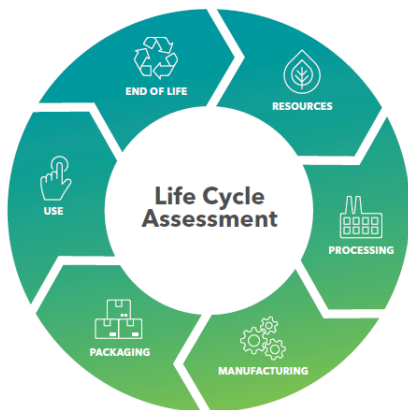 Life Cycle
Assessment
RESOURCES
PROCESSING
MANUFACTURING
PACKAGING
USE
END OF LIFE